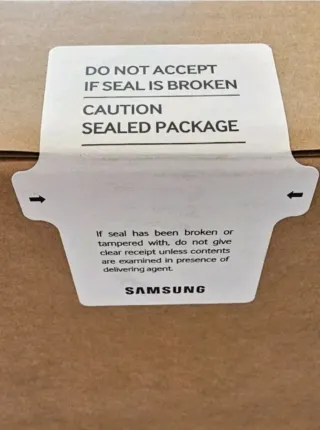 DO NOT ACCEPT
IF SEAL IS BROKEN
CAUTION
SEALED PACKAGE
If seal has been broken or
tampered with, do not give
clear receipt unless contents
are examined in presence of
delivering agent.
SAMSUNG